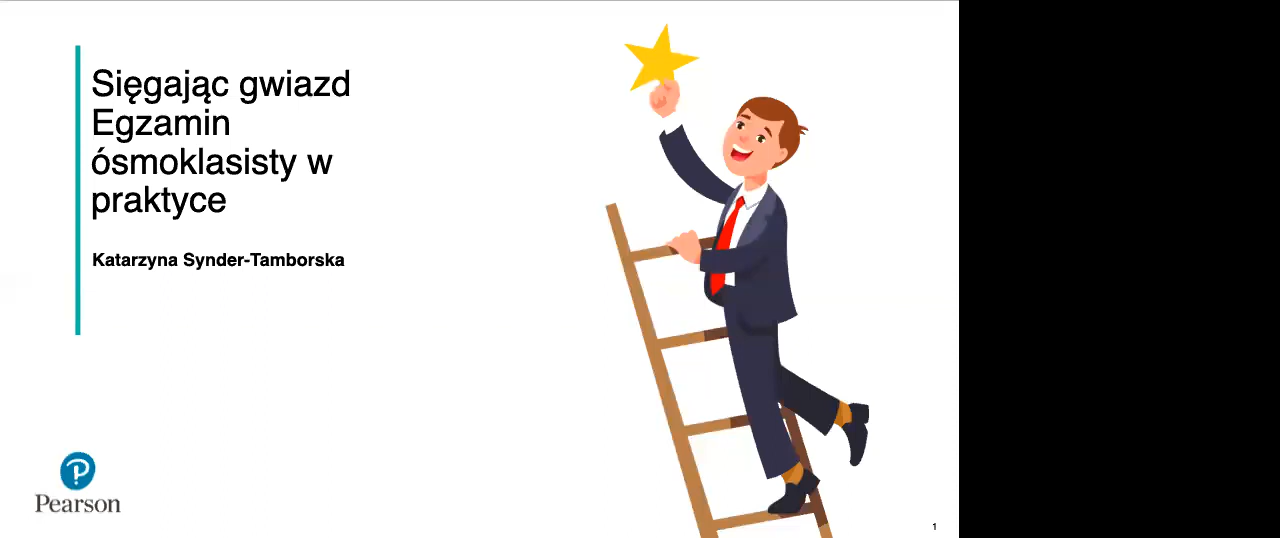 Sięgając gwiazd
Egzamin
ósmoklasisty w
praktyce
Katarzyna Synder-Tamborska
P
Pearson
1